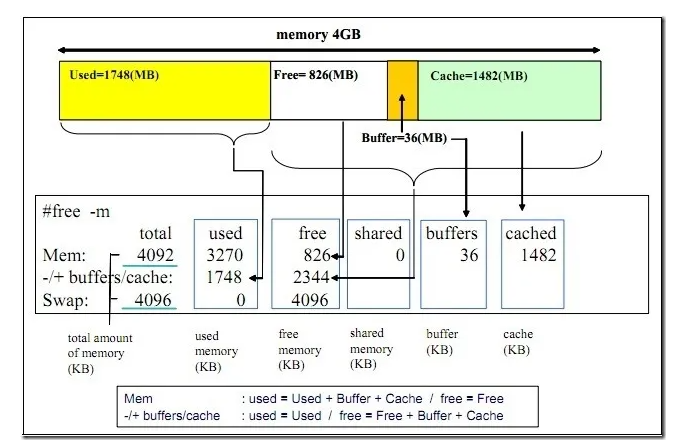 memory 4GB
Used=1748(MB) Free= 826(MB) Cache=1482(MB)
Buffer=36(MB)
#free -m
total used free shared buffers cached
Mem: 4092 3270 826 0 36 1482
-/+ buffers/cache: 1748 2344
Swap: 4096 0 4096
total amount used free shared buffer cache
of memory memory memory memory (KB) (KB)
(KB) (KB) (KB) (KB)
Mem : used = Used + Buffer + Cache / free = Free
-/+ buffers/cache : used = Used / free = Free + Buffer + Cache